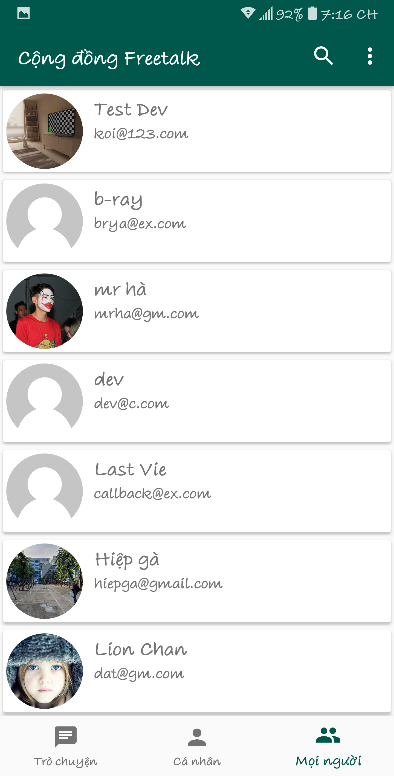 92% 7:16 CH
Cộng đồng Freetalk
Test Dev
koi@123.com
b-ray
brya@ex.com
mr hà
mrha@gm.com
dev
dev@c.com
Last Vie
callback@ex.com
Hiệp gà
hiepga@gmail.com
Lion Chan
dat@gm.com
Trò chuyện Cá nhân Mọi người